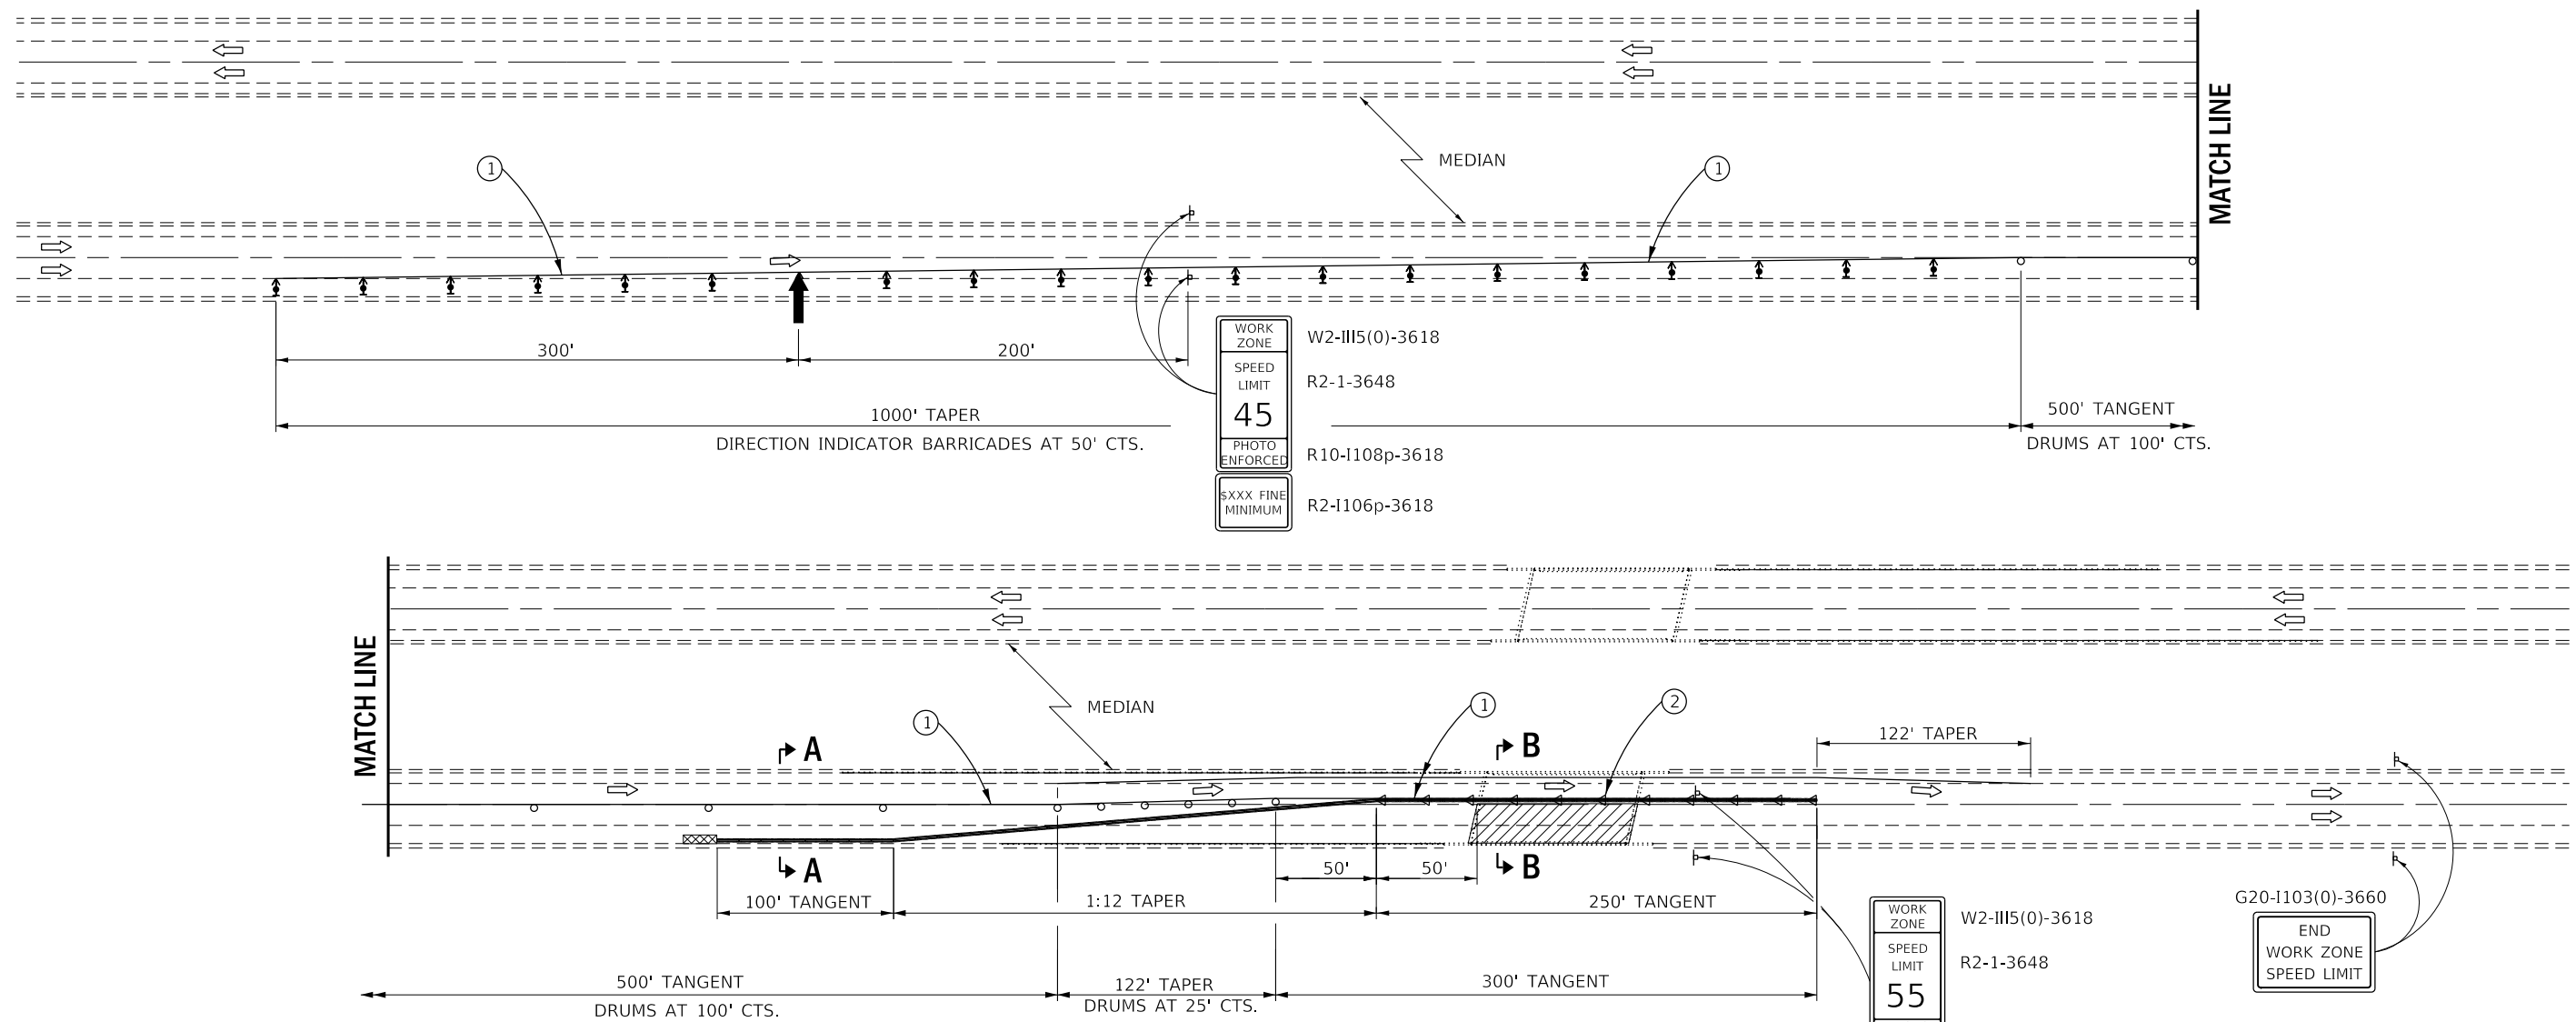 MATCH LINE
1
MEDIAN
1
300'
200'
1000' TAPER
DIRECTION INDICATOR BARRICADES AT 50' CTS.
WORK
ZONE
SPEED
LIMIT
45
PHOTO
ENFORCED
$XXX FINE
MINIMUM
W2-III5(0)-3618
R2-1-3648
R10-I108p-3618
R2-I106p-3618
500' TANGENT
DRUMS AT 100' CTS.
MATCH LINE
1
MEDIAN
1
2
A
A
B
B
122' TAPER
50'
50'
100' TANGENT
1:12 TAPER
250' TANGENT
500' TANGENT
DRUMS AT 100' CTS.
122' TAPER
DRUMS AT 25' CTS.
300' TANGENT
WORK
ZONE
SPEED
LIMIT
55
W2-III5(0)-3618
R2-1-3648
G20-I103(0)-3660
END
WORK ZONE
SPEED LIMIT